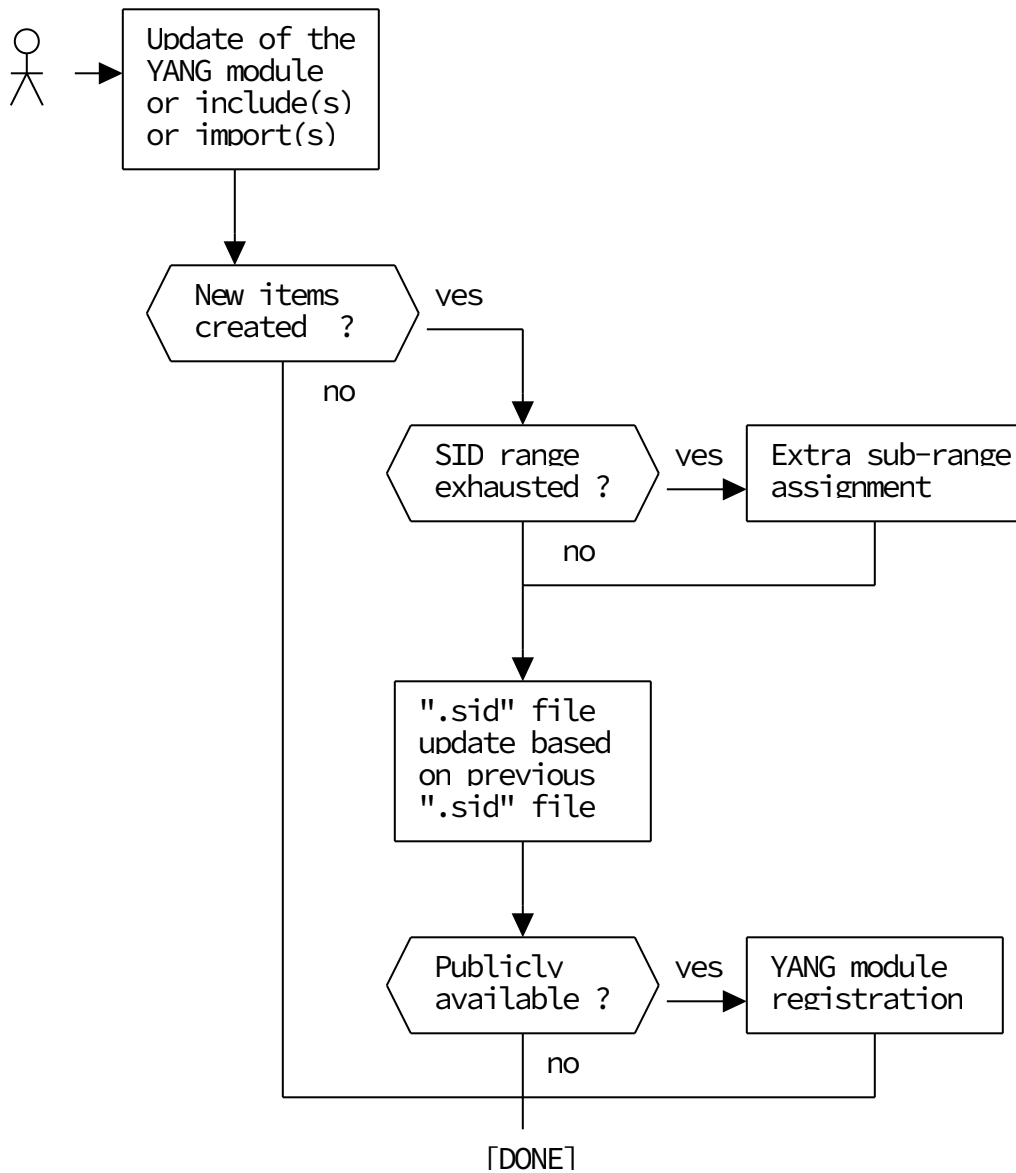 Update of the
YANG module
or include(s)
or import(s)
New items
created ?
yes
no
SID range
exhausted ?
yes
Extra sub-range
assignment
no
".sid" file
update based
on previous
".sid" file
Publicly
available ?
yes
YANG module
registration
no
[DONE]